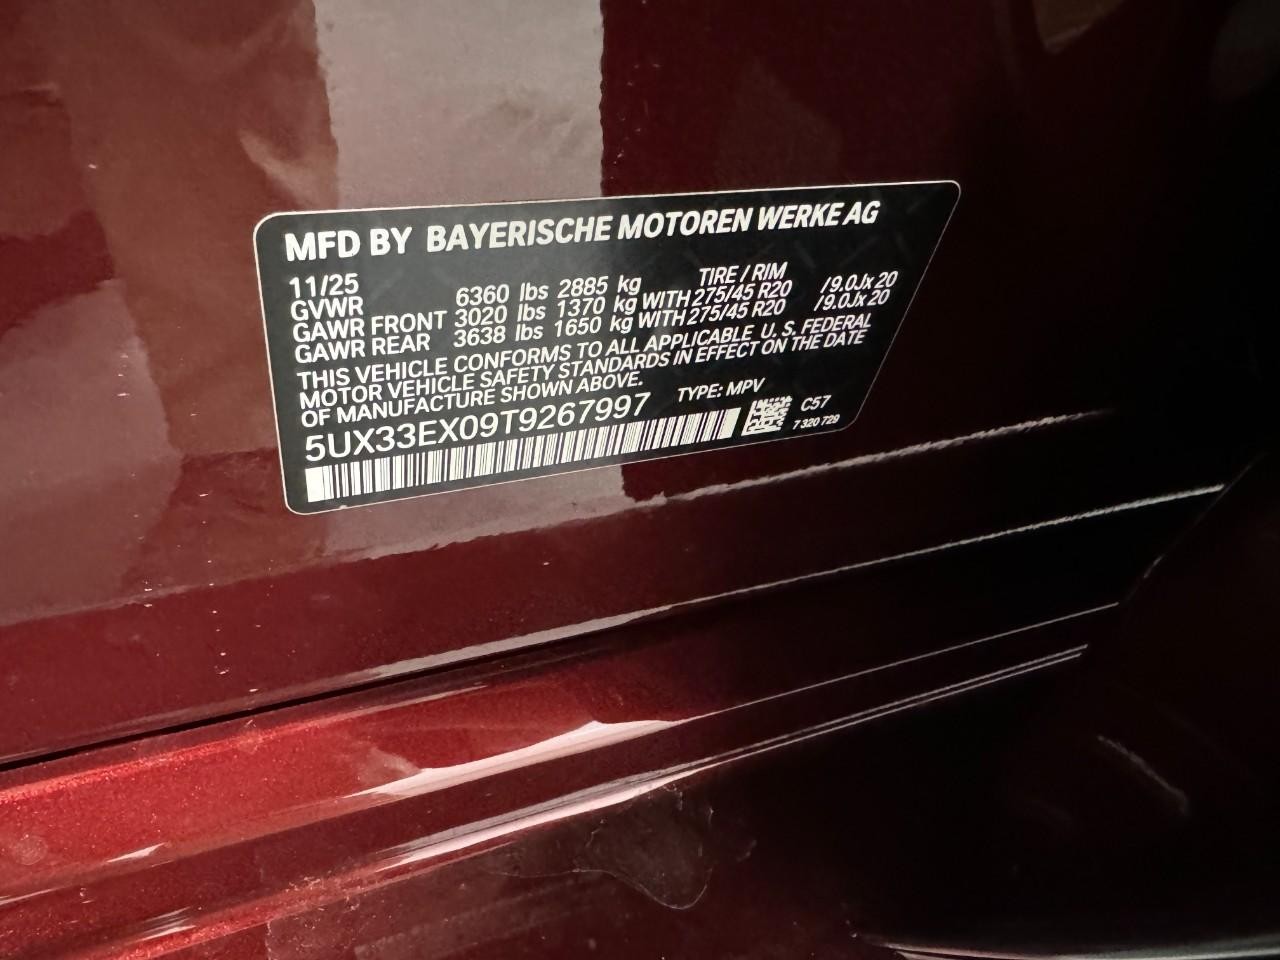 MFD BY BAYERISCHE MOTOREN WERKE AG
11/25 TIRE / RIM
GVWR 6360 lbs 2885 kg
GAWR FRONT 3020 lbs 1370 kg WITH 275/45 R20 /9.0Jx 20
GAWR REAR 3638 lbs 1650 kg WITH 275/45 R20 /9.0Jx 20
THIS VEHICLE CONFORMS TO ALL APPLICABLE U. S. FEDERAL
MOTOR VEHICLE SAFETY STANDARDS IN EFFECT ON THE DATE
OF MANUFACTURE SHOWN ABOVE.
5UX33EX09T9267997 TYPE: MPV
C57
7 320 729